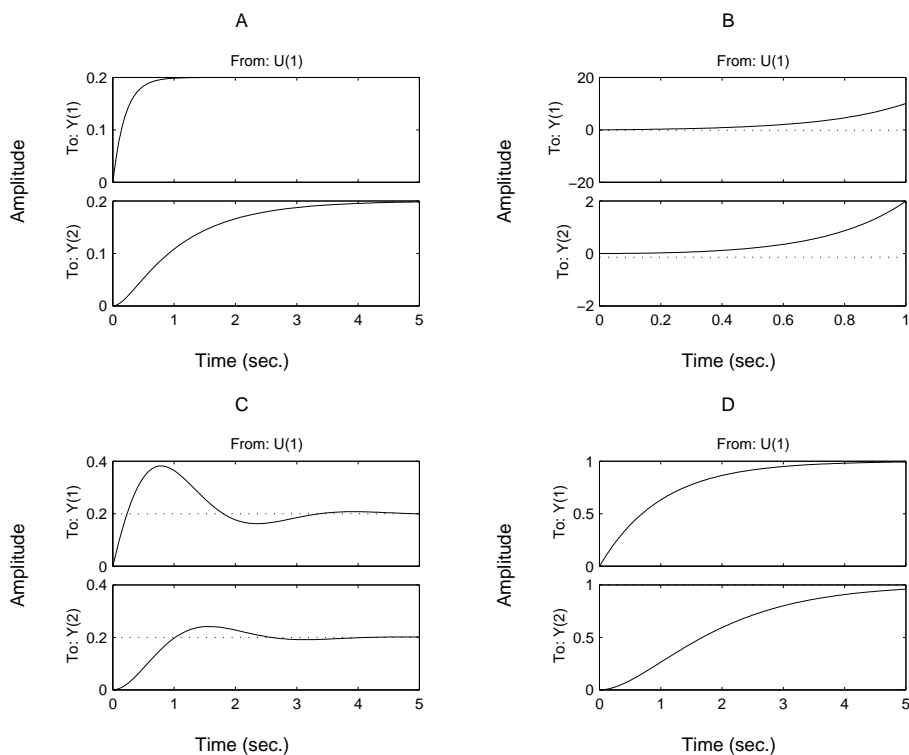 A
From: U(1)
0.2
0.1
0
To: Y(1)
0.2
0.1
0
To: Y(2)
Amplitude
0 1 2 3 4 5
Time (sec.)
B
From: U(1)
20
0
−20
To: Y(1)
2
0
−2
To: Y(2)
Amplitude
0 0.2 0.4 0.6 0.8 1
Time (sec.)
C
From: U(1)
0.4
0.2
0
To: Y(1)
0.4
0.2
0
To: Y(2)
Amplitude
0 1 2 3 4 5
Time (sec.)
D
From: U(1)
1
0.5
0
To: Y(1)
1
0.5
0
To: Y(2)
Amplitude
0 1 2 3 4 5
Time (sec.)